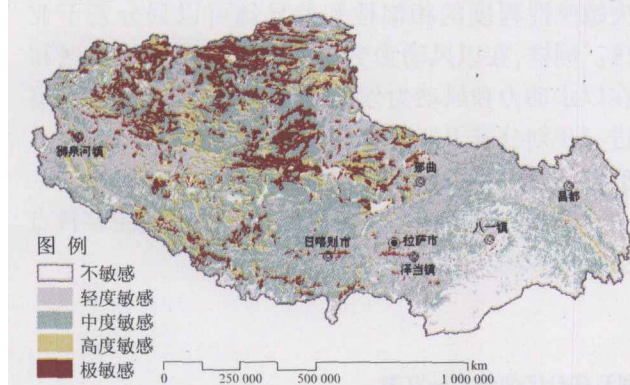 狮泉河镇
那曲
昌都
日喀则市
拉萨市
八一镇
泽当镇
图 例
不敏感
轻度敏感
中度敏感
高度敏感
极敏感
km
0 250 000 500 000 1 000 000